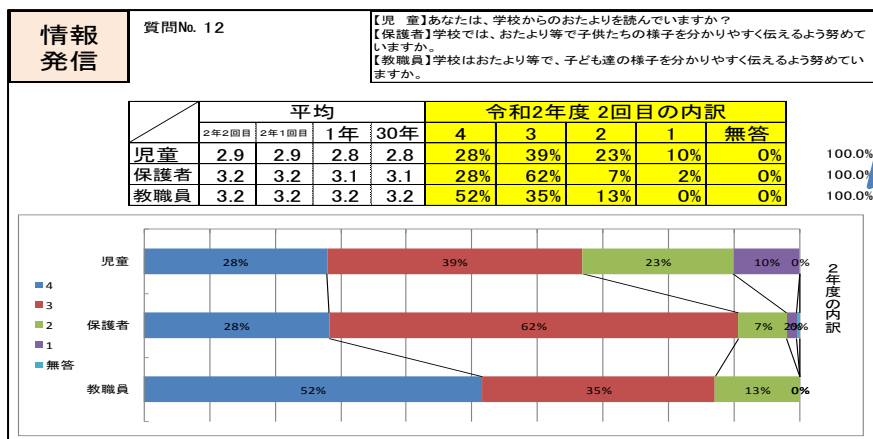 情報
発信
質問No. 12
【児 童】あなたは、学校からのおたよりを読んでいますか？
【保護者】学校では、おたより等で子供たちの様子を分かりやすく伝えるよう努めて
いますか。
【教職員】学校はおたより等で、子ども達の様子を分かりやすく伝えるよう努めてい
ますか。
平均 令和2年度 2回目の内訳
2年2回目 2年1回目 1年 30年 4 3 2 1 無答
児童 2.9 2.9 2.8 2.8 28% 39% 23% 10% 0% 100.0%
保護者 3.2 3.2 3.1 3.1 28% 62% 7% 2% 0% 100.0%
教職員 3.2 3.2 3.2 3.2 52% 35% 13% 0% 0% 100.0%
児童 28% 39% 23% 10% 0%
保護者 28% 62% 7% 2% 0%
教職員 52% 35% 13% 0%
4
3
2
1
無答
2年度の内訳